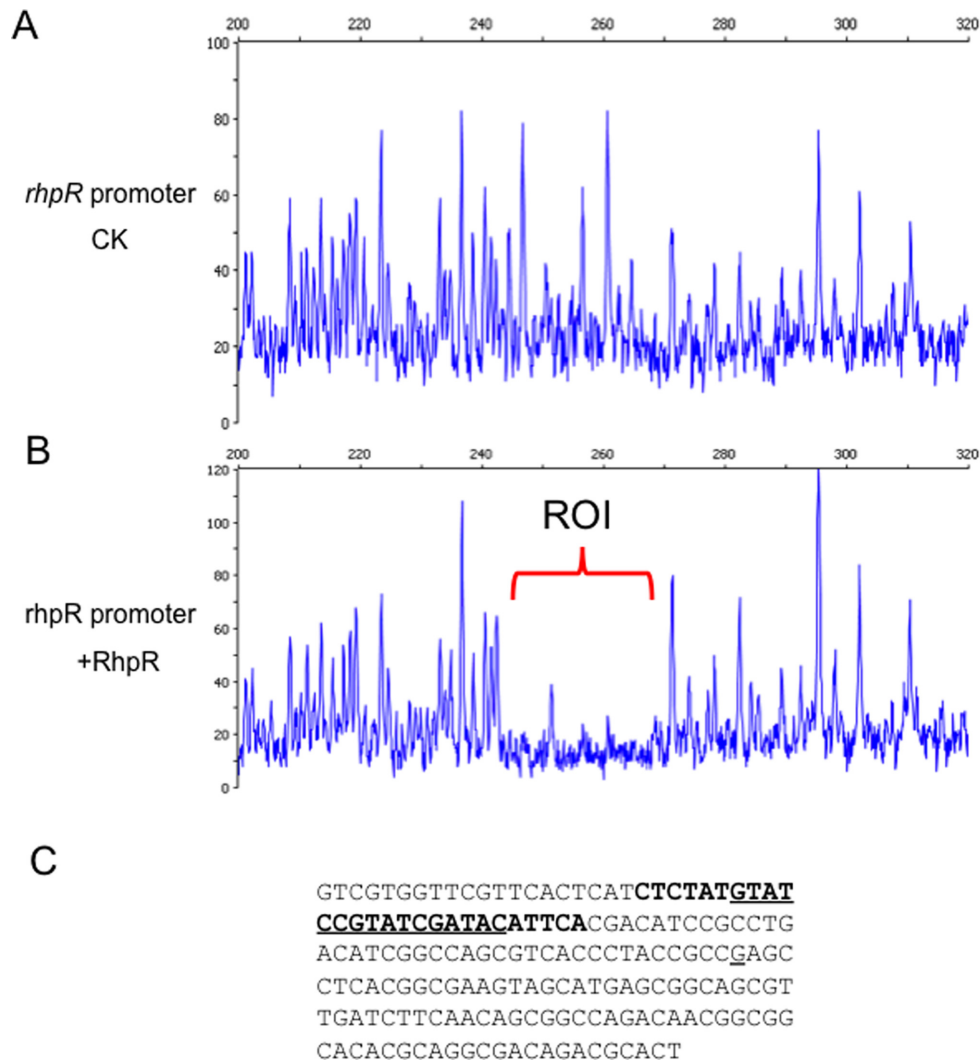 A
200 220 240 260 280 300 320
100
80
60
40
20
0
rhpR promoter
CK
B
200 220 240 260 280 300 320
120
100
80
60
40
20
0
ROI
rhpR promoter
+RhpR
C
GTCGTGGTTCGTTCACTCATCTCTATGTAT
CCGTATCGATACATTCACGACATCCGCCTG
ACATCGGCCAGCGTCACCCTACCGCCGAGC
CTCACGGCGAAGTAGCATGAGCGGCAGCGT
TGATCTTCAACAGCGGCCAGACAACGGCGG
CACACGCAGGCGACAGACGCACT